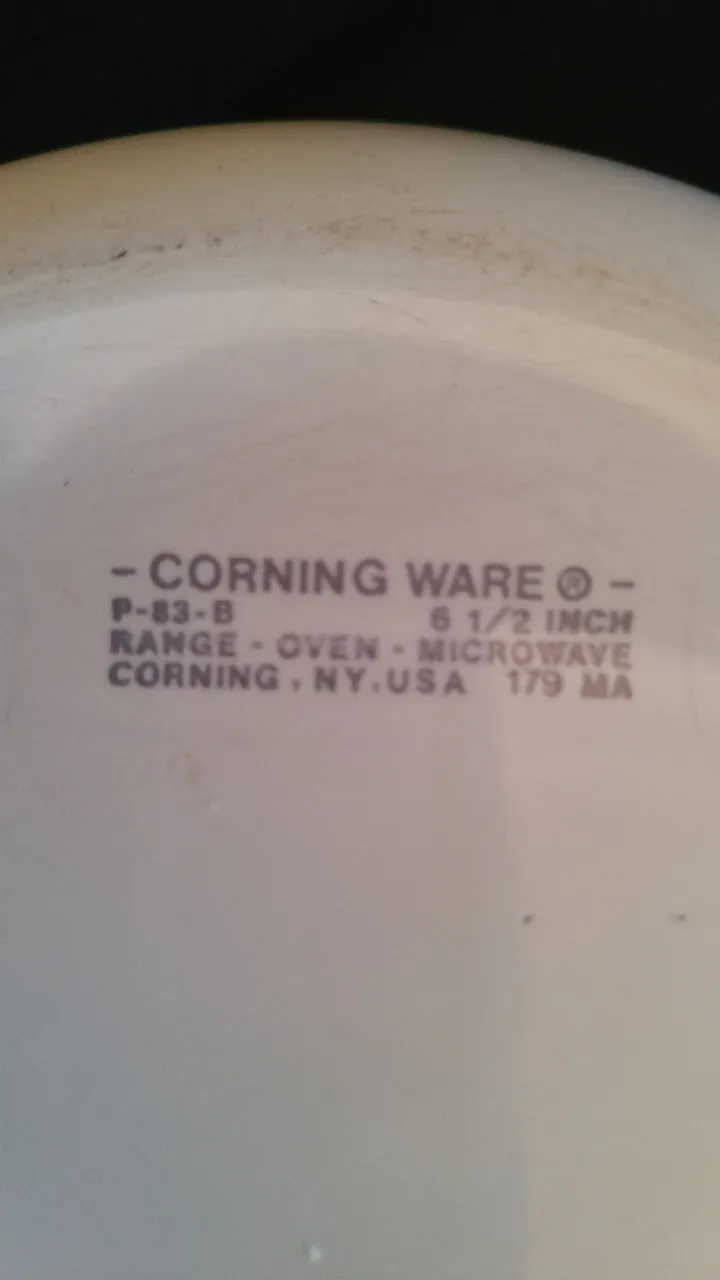 - CORNING WARE ® -
P-83-B 6 1/2 INCH
RANGE - OVEN - MICROWAVE
CORNING, NY. USA 179 MA